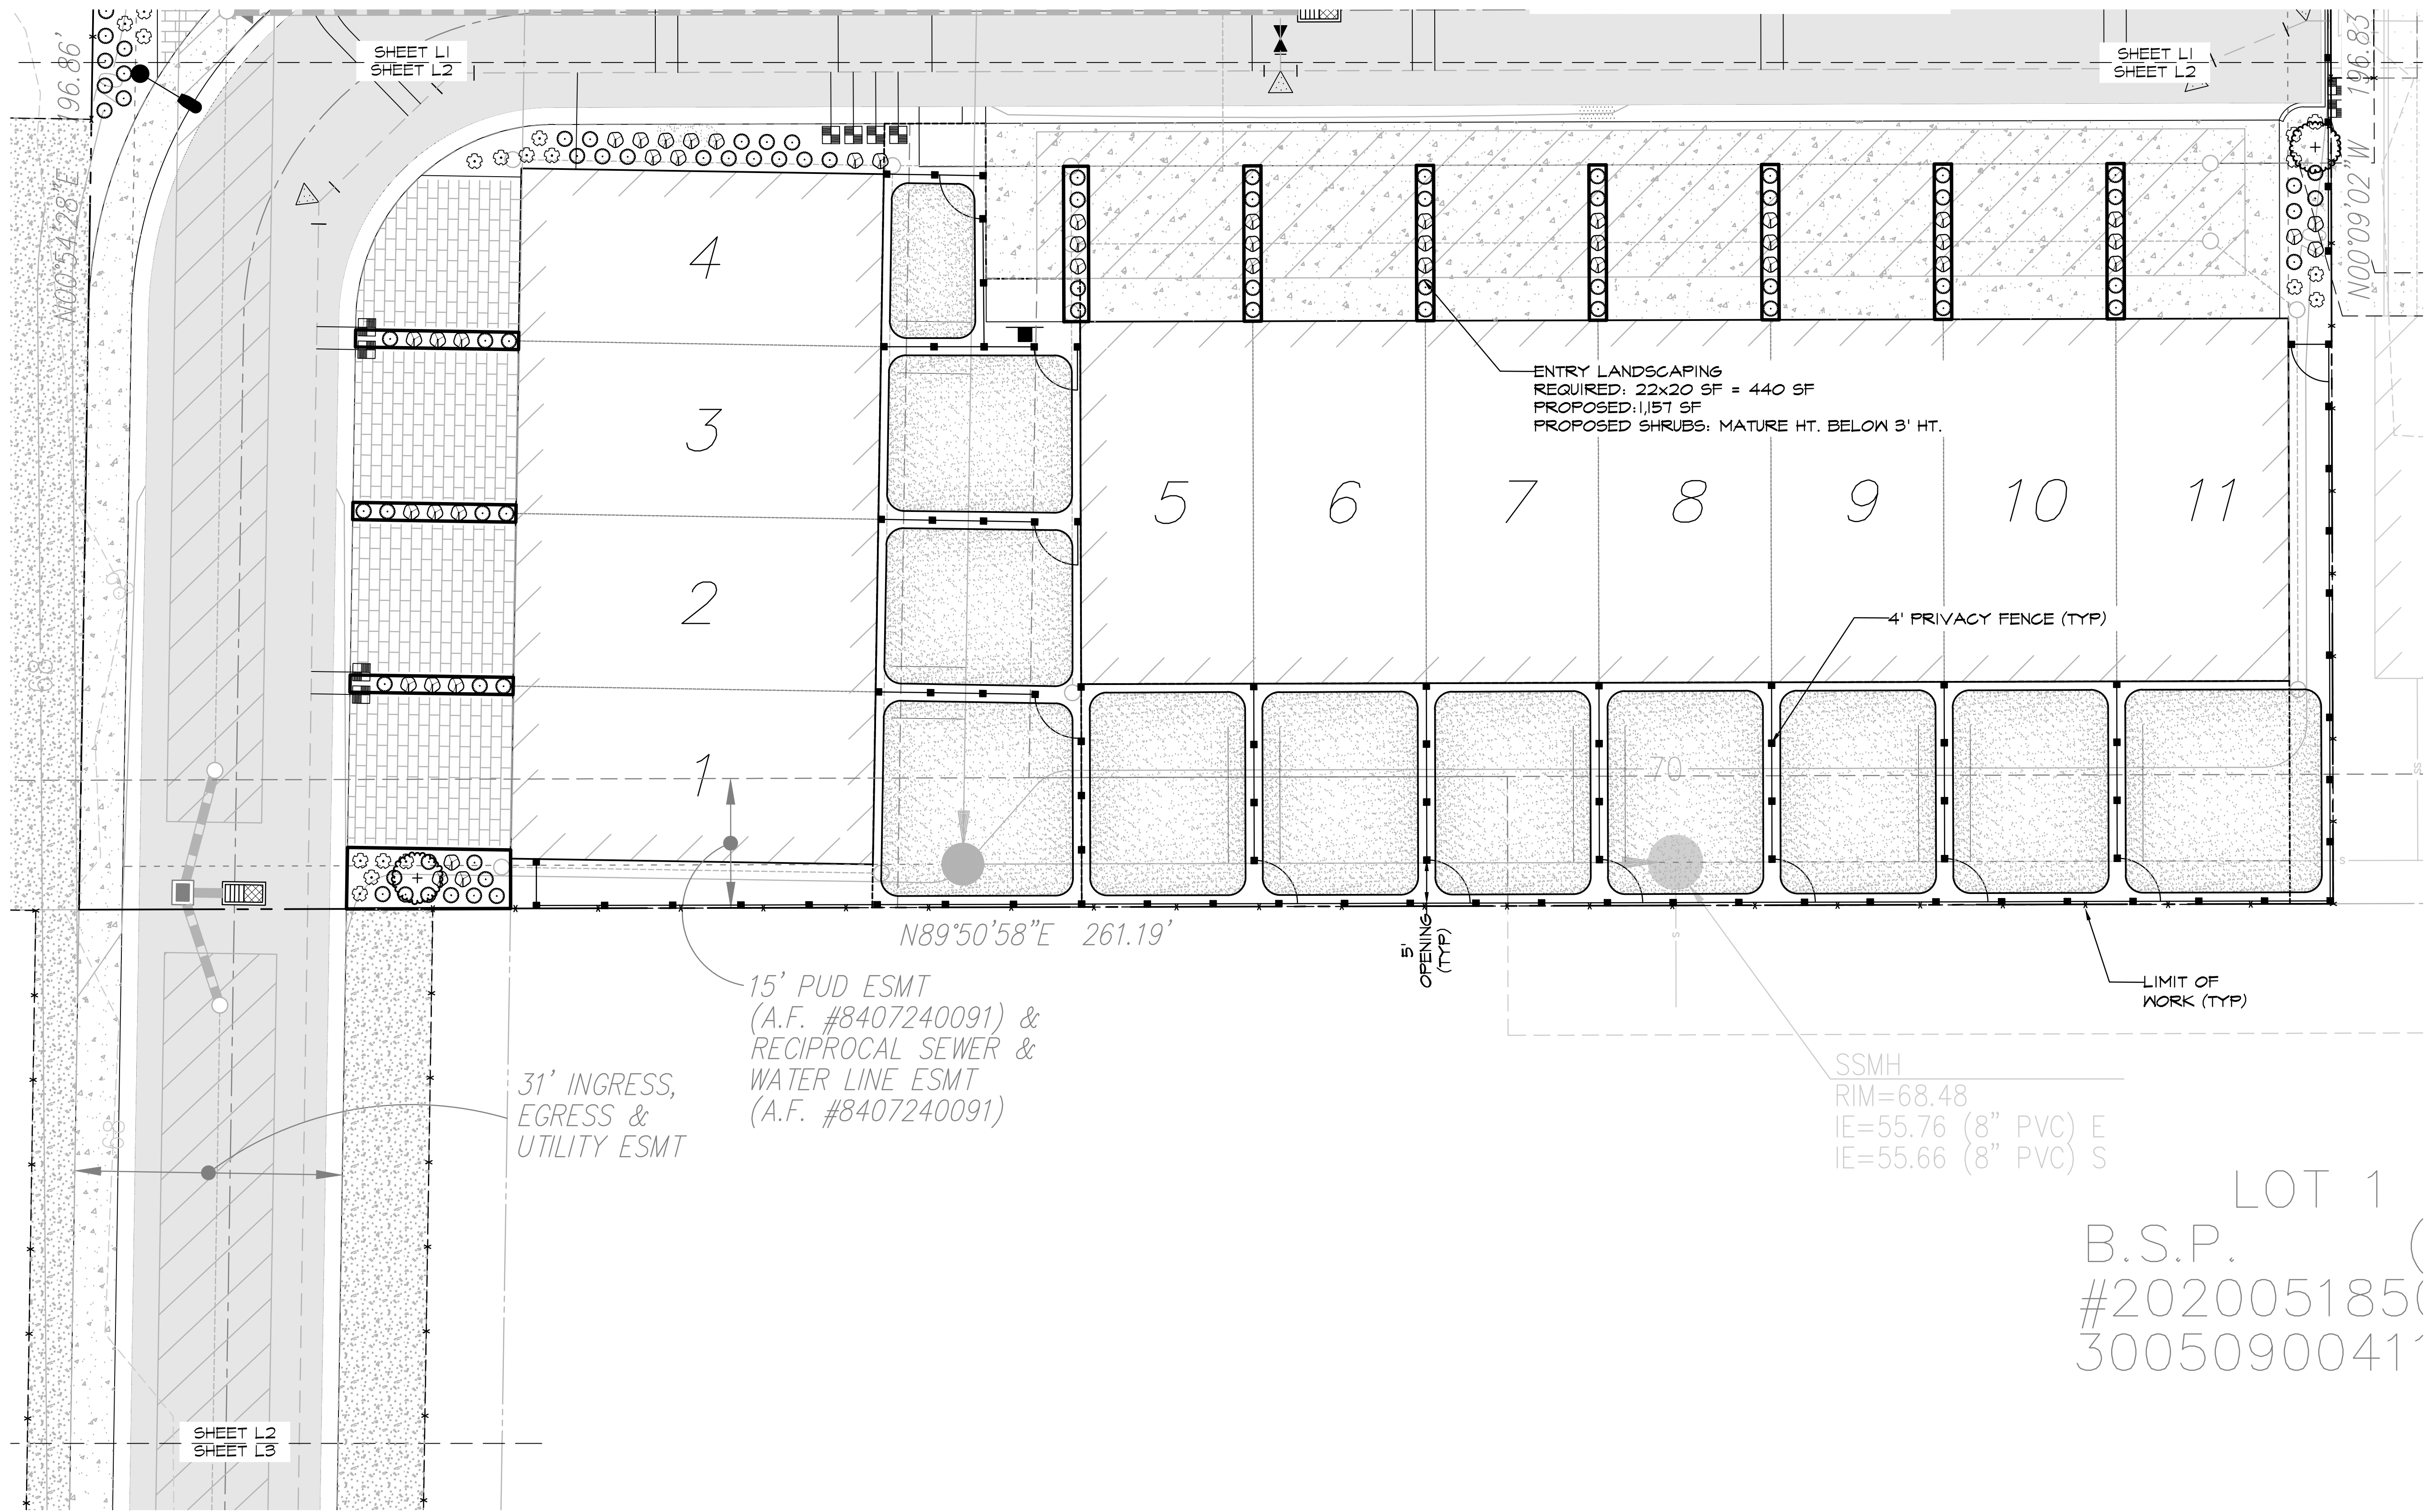 SHEET L1
SHEET L2
SHEET L1
SHEET L2
196.86'
N00°54'28"E
196.83
N00°09'02"W
4
3
2
1
5
6
7
8
9
10
11
ENTRY LANDSCAPING
REQUIRED: 22x20 SF = 440 SF
PROPOSED:1,157 SF
PROPOSED SHRUBS: MATURE HT. BELOW 3' HT.
4' PRIVACY FENCE (TYP)
68
70
N89°50'58"E 261.19'
5'
OPENING
(TYP)
LIMIT OF
WORK (TYP)
15' PUD ESMT
(A.F. #8407240091) &
RECIPROCAL SEWER &
WATER LINE ESMT
(A.F. #8407240091)
31' INGRESS,
EGRESS &
UTILITY ESMT
68
SSMH
RIM=68.48
IE=55.76 (8" PVC) E
IE=55.66 (8" PVC) S
LOT 1
B.S.P. (
#202005185
3005090041
SHEET L2
SHEET L3